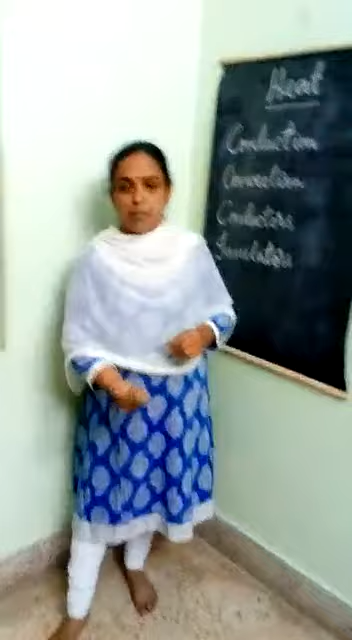 Heat
Conduction
Convection
Conductors
Insulators